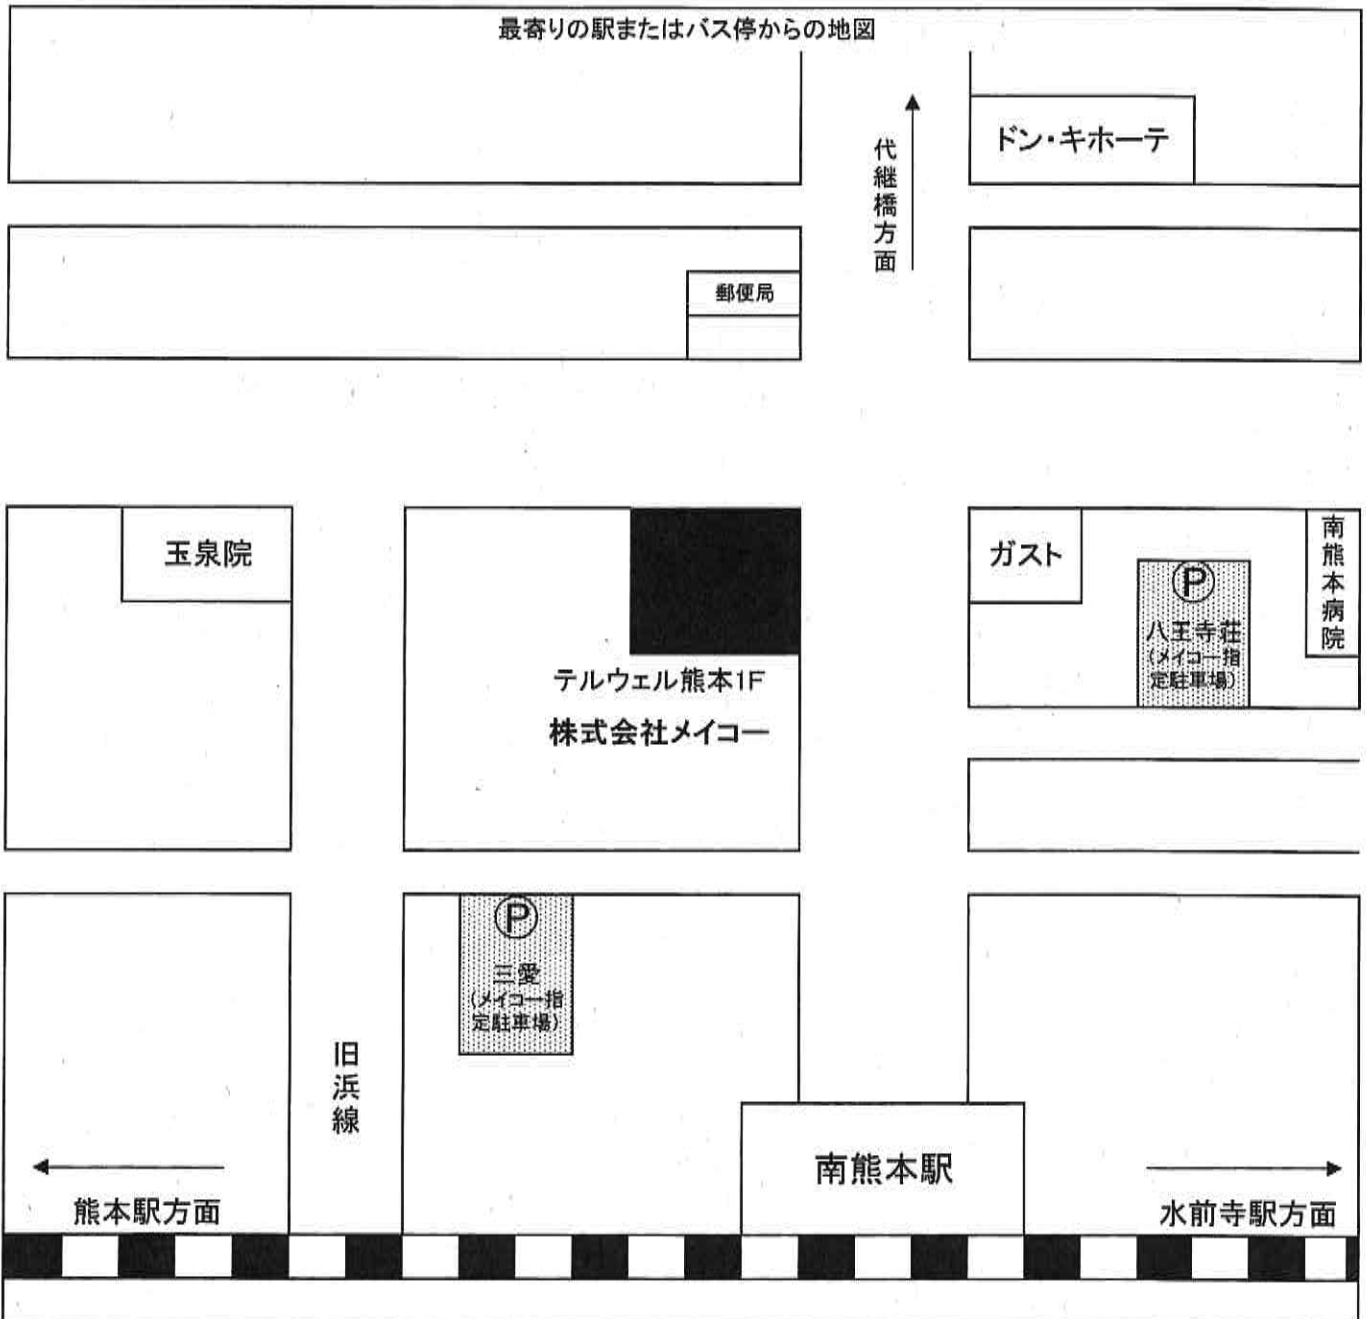 最寄りの駅またはバス停からの地図
ドン・キホーテ
代継橋方面
郵便局
玉泉院
ガスト
南熊本病院
P
八王寺荘
(メイコー指
定駐車場)
テルウェル熊本1F
株式会社メイコー
P
三愛
(メイコー指
定駐車場)
旧浜線
南熊本駅
熊本駅方面
水前寺駅方面